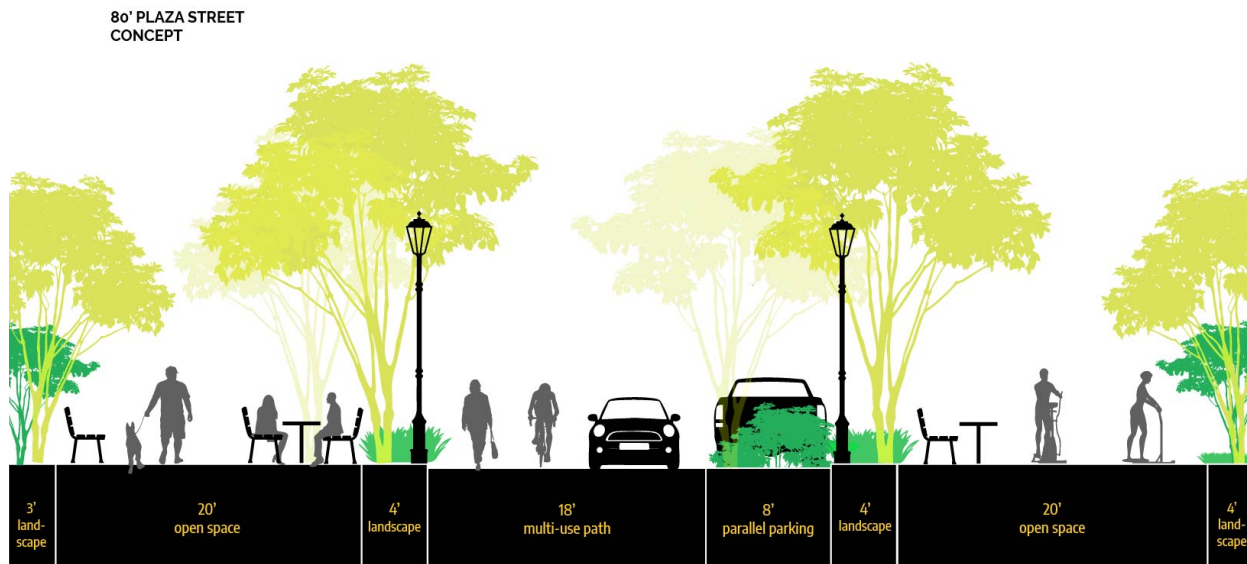 80' PLAZA STREET
CONCEPT
3'
land-
scape
20'
open space
4'
landscape
18'
multi-use path
8'
parallel parking
4'
landscape
20'
open space
4'
land-
scape